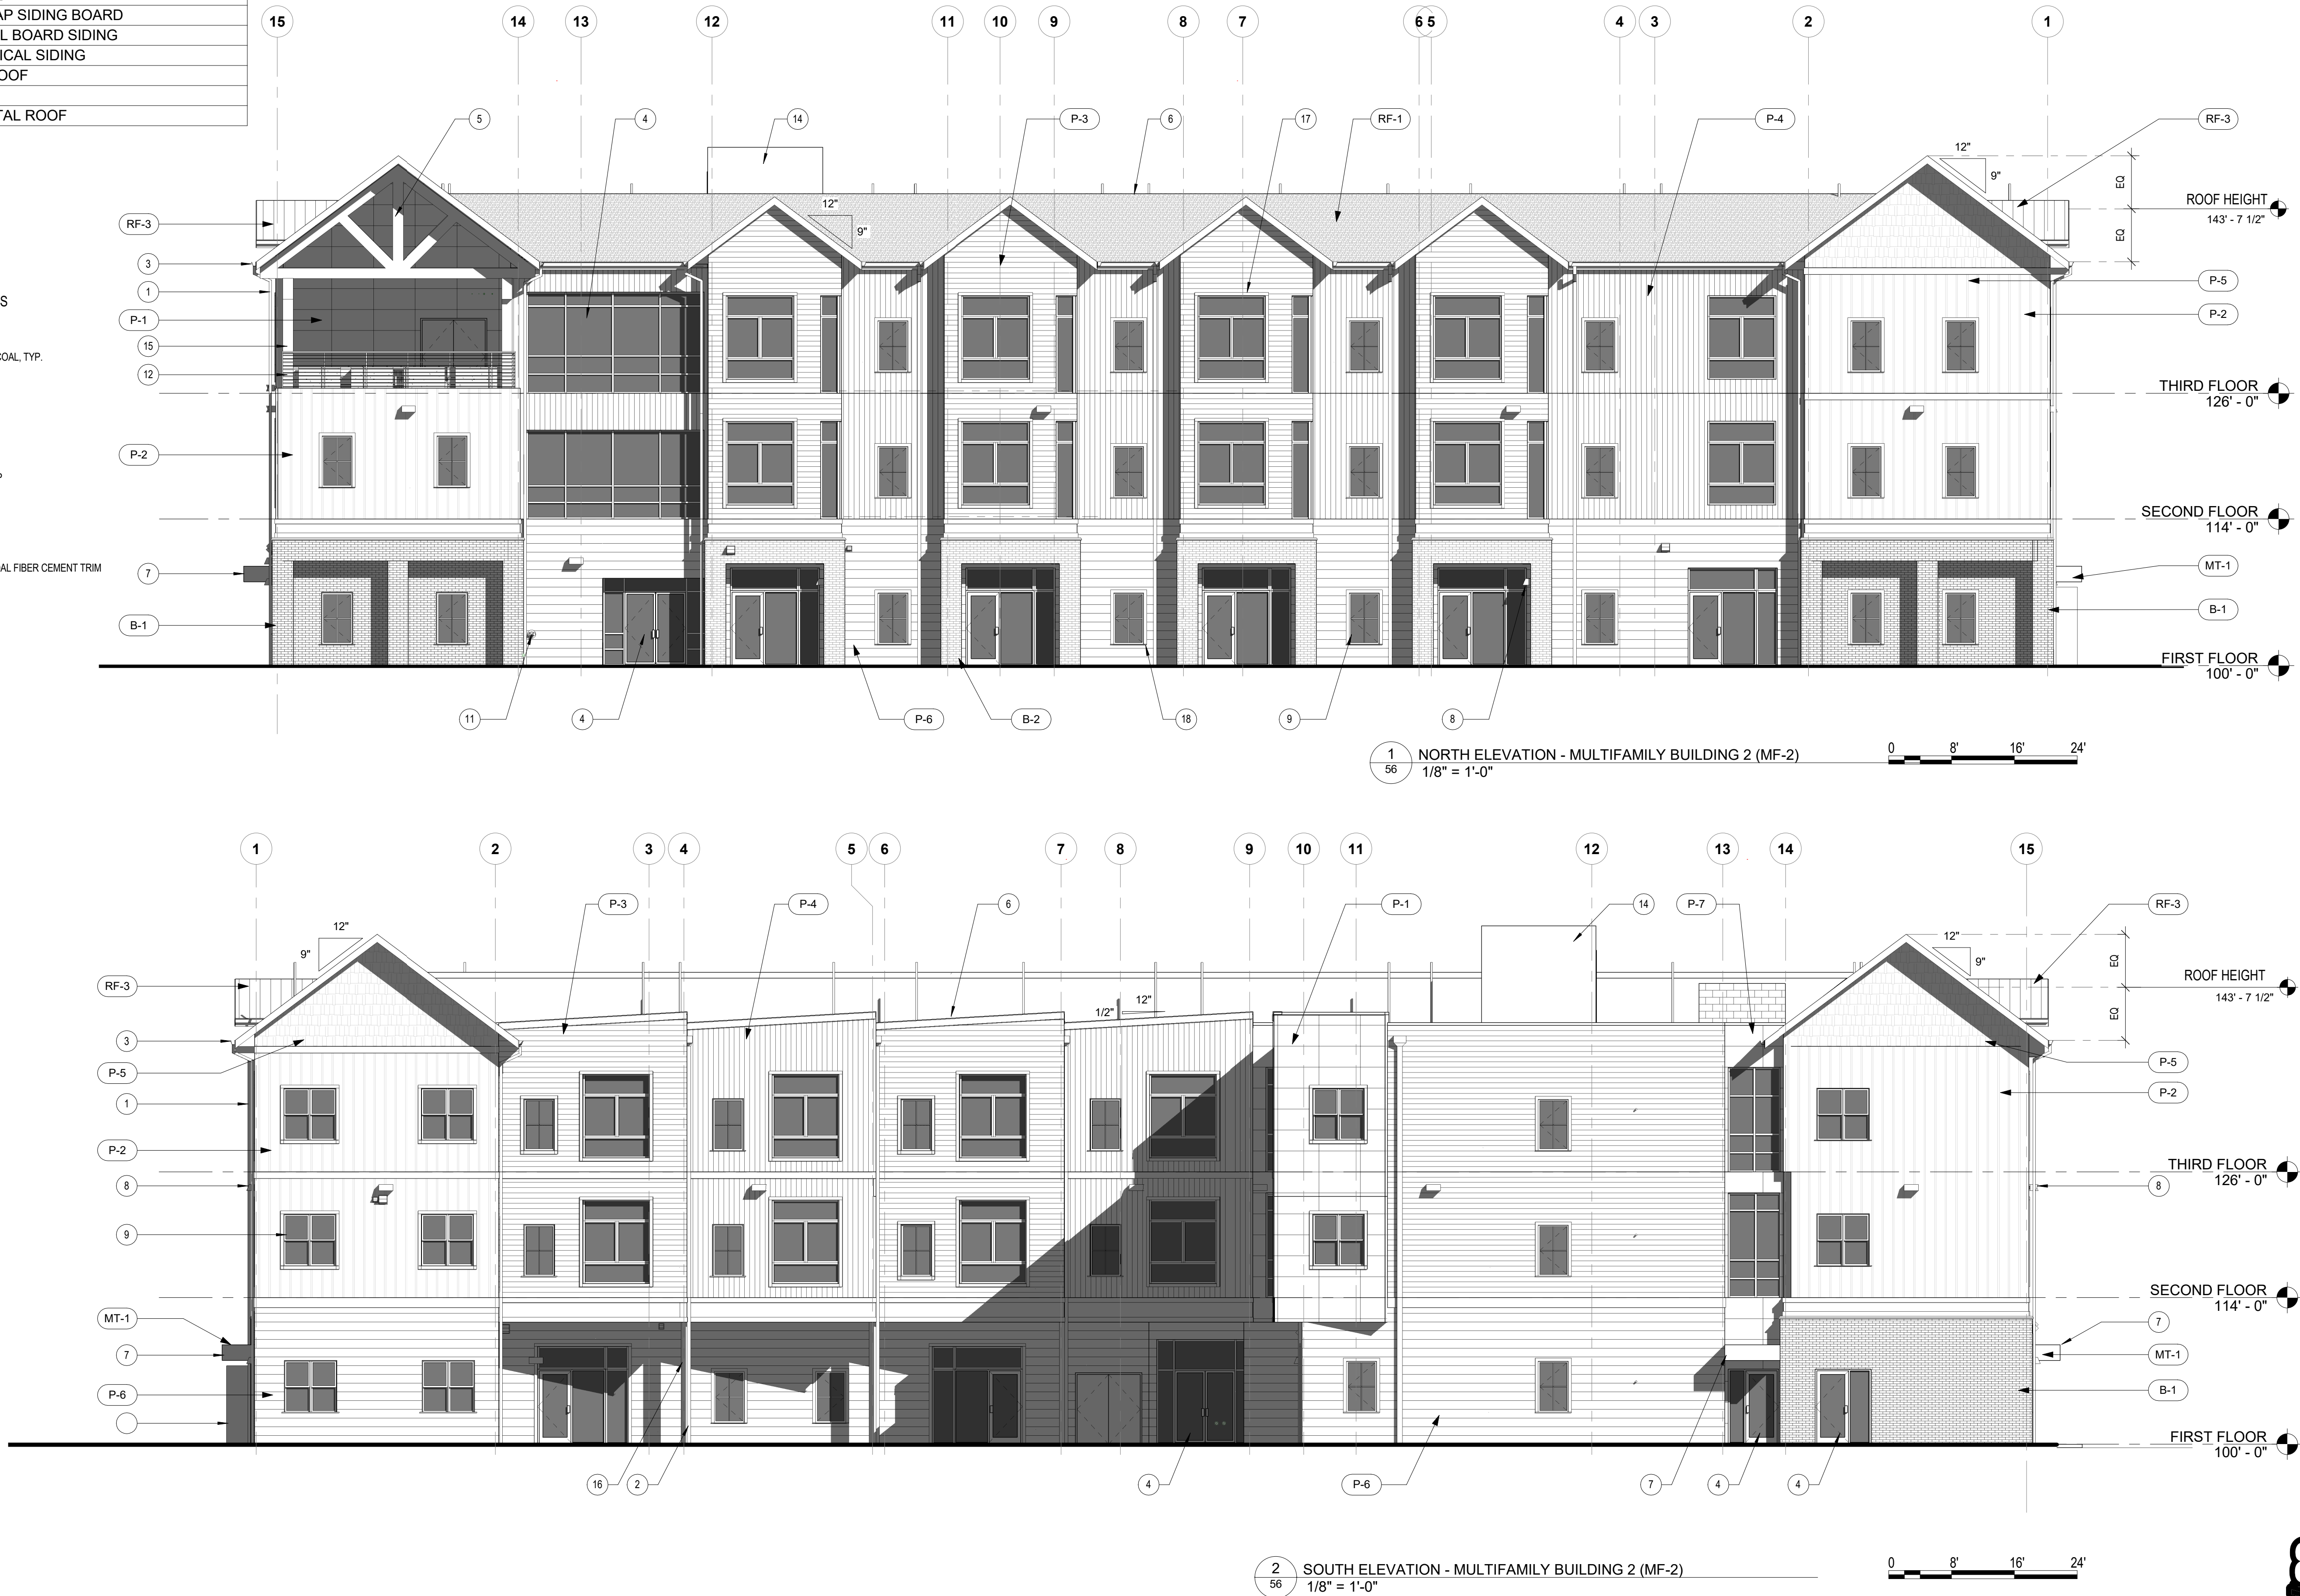 AP SIDING BOARD
L BOARD SIDING
ICAL SIDING
OOF
TAL ROOF
S
COAL, TYP.
P
AL FIBER CEMENT TRIM
15 14 13 12 11 10 9 8 7 6 5 4 3 2 1
5 4 14 P-3 6 17 RF-1 P-4 RF-3
12"
9"
12"
9"
EQ
EQ
ROOF HEIGHT
143' - 7 1/2"
RF-3
3
1
P-1
15
12
P-2
7
B-1
P-5
P-2
THIRD FLOOR
126' - 0"
SECOND FLOOR
114' - 0"
MT-1
B-1
FIRST FLOOR
100' - 0"
11 4 P-6 B-2 18 9 8
1
56
NORTH ELEVATION - MULTIFAMILY BUILDING 2 (MF-2)
1/8" = 1'-0"
0 8' 16' 24'
1 2 3 4 5 6 7 8 9 10 11 12 13 14 15
P-3 P-4 6 P-1 14 P-7 RF-3
12"
9"
1/2"
12"
12"
9"
EQ
EQ
ROOF HEIGHT
143' - 7 1/2"
RF-3
3
P-5
1
P-2
8
9
MT-1
7
P-6
P-5
P-2
THIRD FLOOR
126' - 0"
8
SECOND FLOOR
114' - 0"
7
MT-1
B-1
FIRST FLOOR
100' - 0"
16 2 4 P-6 7 4 4
2
56
SOUTH ELEVATION - MULTIFAMILY BUILDING 2 (MF-2)
1/8" = 1'-0"
0 8' 16' 24'